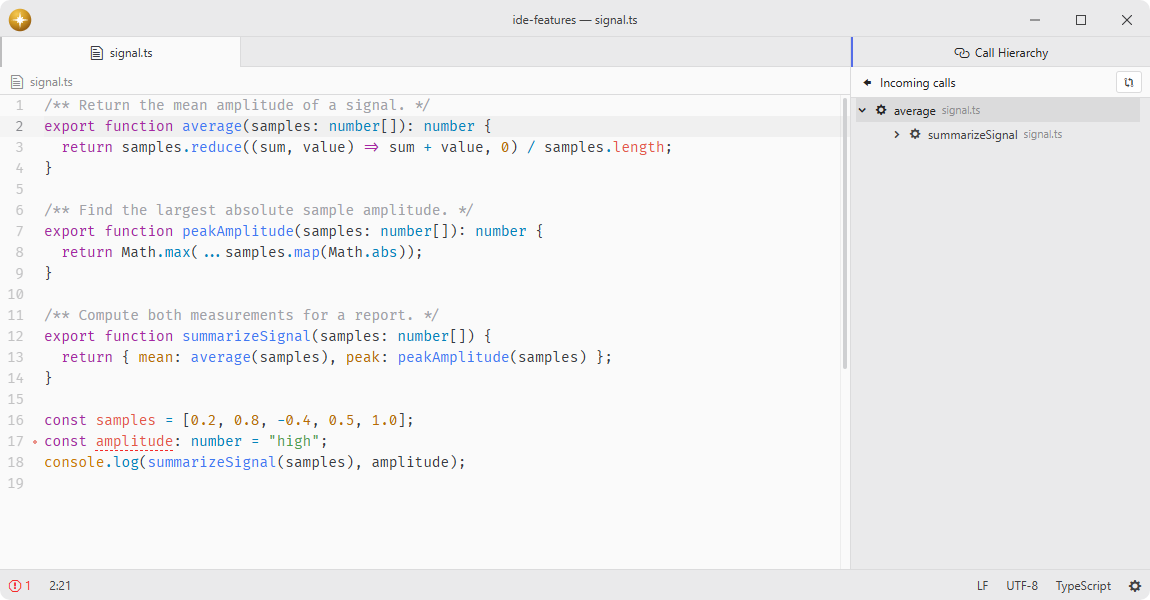 ide-features — signal.ts
signal.ts
Call Hierarchy
signal.ts
Incoming calls
average signal.ts
summarizeSignal signal.ts
1 /** Return the mean amplitude of a signal. */
2 export function average(samples: number[]): number {
3 return samples.reduce((sum, value) => sum + value, 0) / samples.length;
4 }
5
6 /** Find the largest absolute sample amplitude. */
7 export function peakAmplitude(samples: number[]): number {
8 return Math.max(...samples.map(Math.abs));
9 }
10
11 /** Compute both measurements for a report. */
12 export function summarizeSignal(samples: number[]) {
13 return { mean: average(samples), peak: peakAmplitude(samples) };
14 }
15
16 const samples = [0.2, 0.8, -0.4, 0.5, 1.0];
17 const amplitude: number = "high";
18 console.log(summarizeSignal(samples), amplitude);
19
1 2:21 LF UTF-8 TypeScript